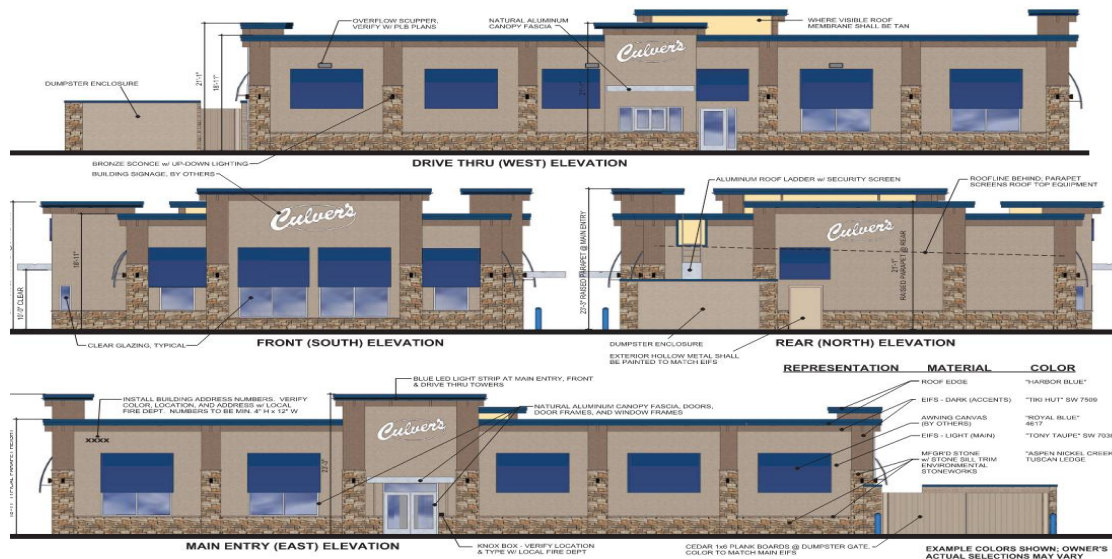 OVERFLOW SCUPPER,
VERIFY W/ PLB PLANS
NATURAL ALUMINUM
CANOPY FASCIA
WHERE VISIBLE ROOF
MEMBRANE SHALL BE TAN
Culver's
DUMPSTER ENCLOSURE
21'-1"
18'-11"
21'-1"
BRONZE SCONCE w/ UP-DOWN LIGHTING
DRIVE THRU (WEST) ELEVATION
BUILDING SIGNAGE, BY OTHERS
ALUMINUM ROOF LADDER w/ SECURITY SCREEN
ROOFLINE BEHIND; PARAPET
SCREENS ROOF TOP EQUIPMENT
Culver's
Culver's
18'-11"
10'-0" CLEAR
23'-3" RAISED PARAPET @ MAIN ENTRY
21'-1"
RAISED PARAPET @ REAR
CLEAR GLAZING, TYPICAL
FRONT (SOUTH) ELEVATION
DUMPSTER ENCLOSURE
REAR (NORTH) ELEVATION
EXTERIOR HOLLOW METAL SHALL
BE PAINTED TO MATCH EIFS
REPRESENTATION MATERIAL COLOR
BLUE LED LIGHT STRIP AT MAIN ENTRY, FRONT
& DRIVE THRU TOWERS
ROOF EDGE "HARBOR BLUE"
INSTALL BUILDING ADDRESS NUMBERS. VERIFY
COLOR, LOCATION, AND ADDRESS w/ LOCAL
FIRE DEPT. NUMBERS TO BE MIN. 4" H x 12" W
NATURAL ALUMINUM CANOPY FASCIA, DOORS,
DOOR FRAMES, AND WINDOW FRAMES
EIFS - DARK (ACCENTS) "TIKI HUT" SW 7509
AWNING CANVAS "ROYAL BLUE"
(BY OTHERS) 4617
XXXX
Culver's
EIFS - LIGHT (MAIN) "TONY TAUPE" SW 703
MFGR'D STONE "ASPEN NICKEL CREEK
w/ STONE SILL TRIM TUSCAN LEDGE
ENVIRONMENTAL
STONEWORKS
23'-3"
MAIN ENTRY (EAST) ELEVATION
KNOX BOX - VERIFY LOCATION
& TYPE W/ LOCAL FIRE DEPT
CEDAR 1x6 PLANK BOARDS @ DUMPSTER GATE.
COLOR TO MATCH MAIN EIFS
EXAMPLE COLORS SHOWN; OWNER'S
ACTUAL SELECTIONS MAY VARY